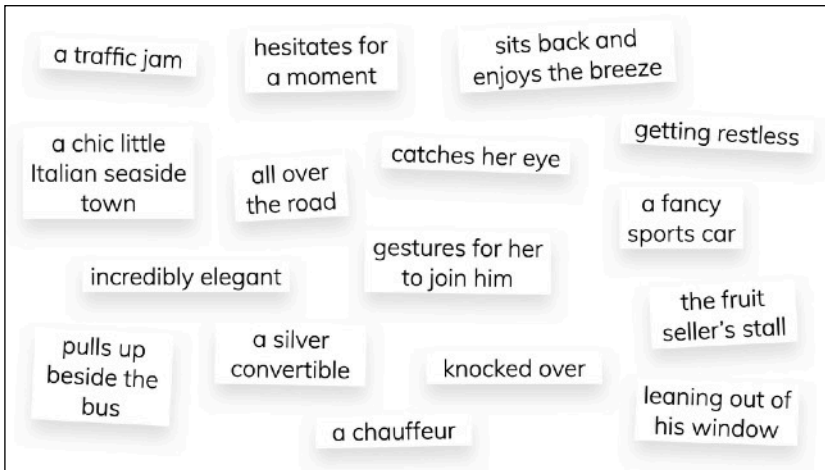 a traffic jam
hesitates for
a moment
sits back and
enjoys the breeze
a chic little
Italian seaside
town
all over
the road
catches her eye
getting restless
a fancy
sports car
incredibly elegant
gestures for her
to join him
the fruit
seller's stall
pulls up
beside the
bus
a silver
convertible
knocked over
leaning out of
his window
a chauffeur